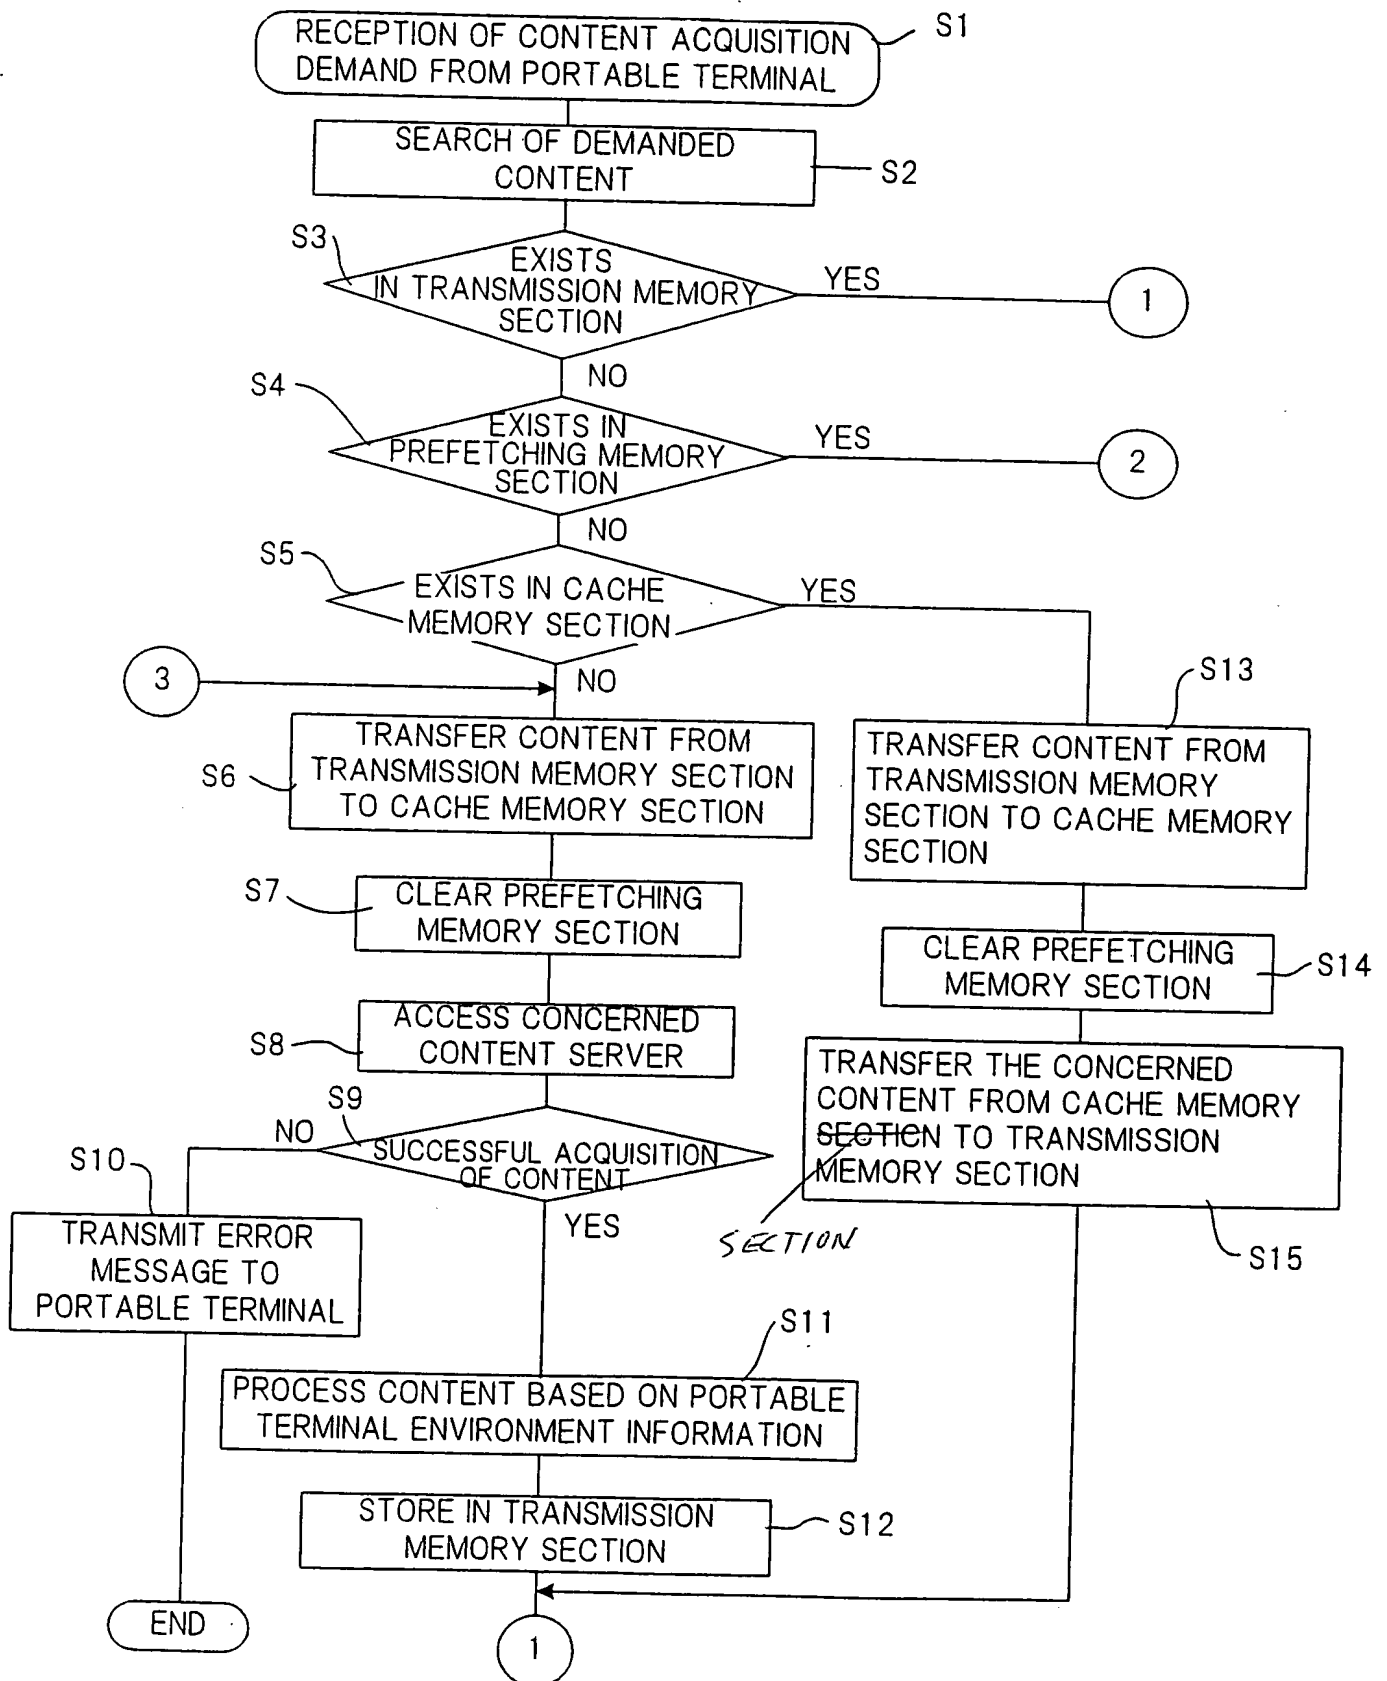 RECEPTION OF CONTENT ACQUISITION
DEMAND FROM PORTABLE TERMINAL
S1
SEARCH OF DEMANDED
CONTENT
S2
S3
EXISTS
IN TRANSMISSION MEMORY
SECTION
YES
1
NO
S4
EXISTS IN
PREFETCHING MEMORY
SECTION
YES
2
NO
S5
EXISTS IN CACHE
MEMORY SECTION
YES
3
NO
S6
TRANSFER CONTENT FROM
TRANSMISSION MEMORY SECTION
TO CACHE MEMORY SECTION
S13
TRANSFER CONTENT FROM
TRANSMISSION MEMORY
SECTION TO CACHE MEMORY
SECTION
S7
CLEAR PREFETCHING
MEMORY SECTION
CLEAR PREFETCHING
MEMORY SECTION
S14
S8
ACCESS CONCERNED
CONTENT SERVER
TRANSFER THE CONCERNED
CONTENT FROM CACHE MEMORY
SECTICN TO TRANSMISSION
MEMORY SECTION
SECTION
S15
S9
SUCCESSFUL ACQUISITION
OF CONTENT
NO
YES
S10
TRANSMIT ERROR
MESSAGE TO
PORTABLE TERMINAL
S11
PROCESS CONTENT BASED ON PORTABLE
TERMINAL ENVIRONMENT INFORMATION
STORE IN TRANSMISSION
MEMORY SECTION
S12
END
1